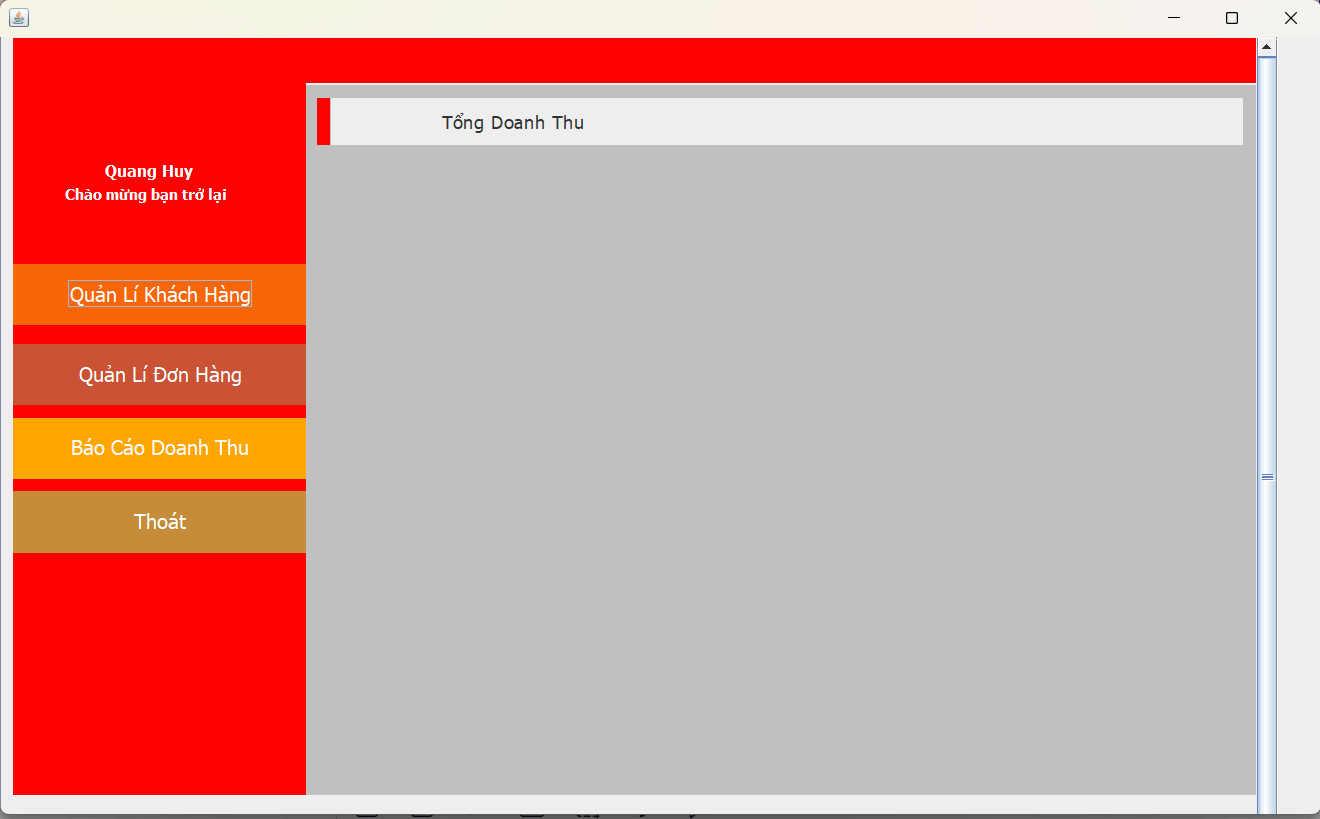 Tổng Doanh Thu
Quang Huy
Chào mừng bạn trở lại
Quản Lí Khách Hàng
Quản Lí Đơn Hàng
Báo Cáo Doanh Thu
Thoát